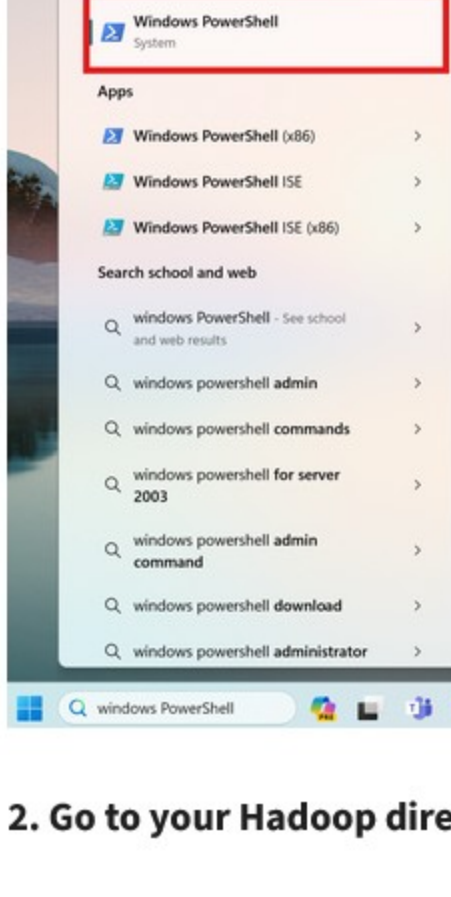 Windows PowerShell
System
Apps
Windows PowerShell (x86)
Windows PowerShell ISE
Windows PowerShell ISE (x86)
Search school and web
windows PowerShell - See school
and web results
windows powershell admin
windows powershell commands
windows powershell for server
2003
windows powershell admin
command
windows powershell download
windows powershell administrator
windows PowerShell
PRE
2. Go to your Hadoop dire